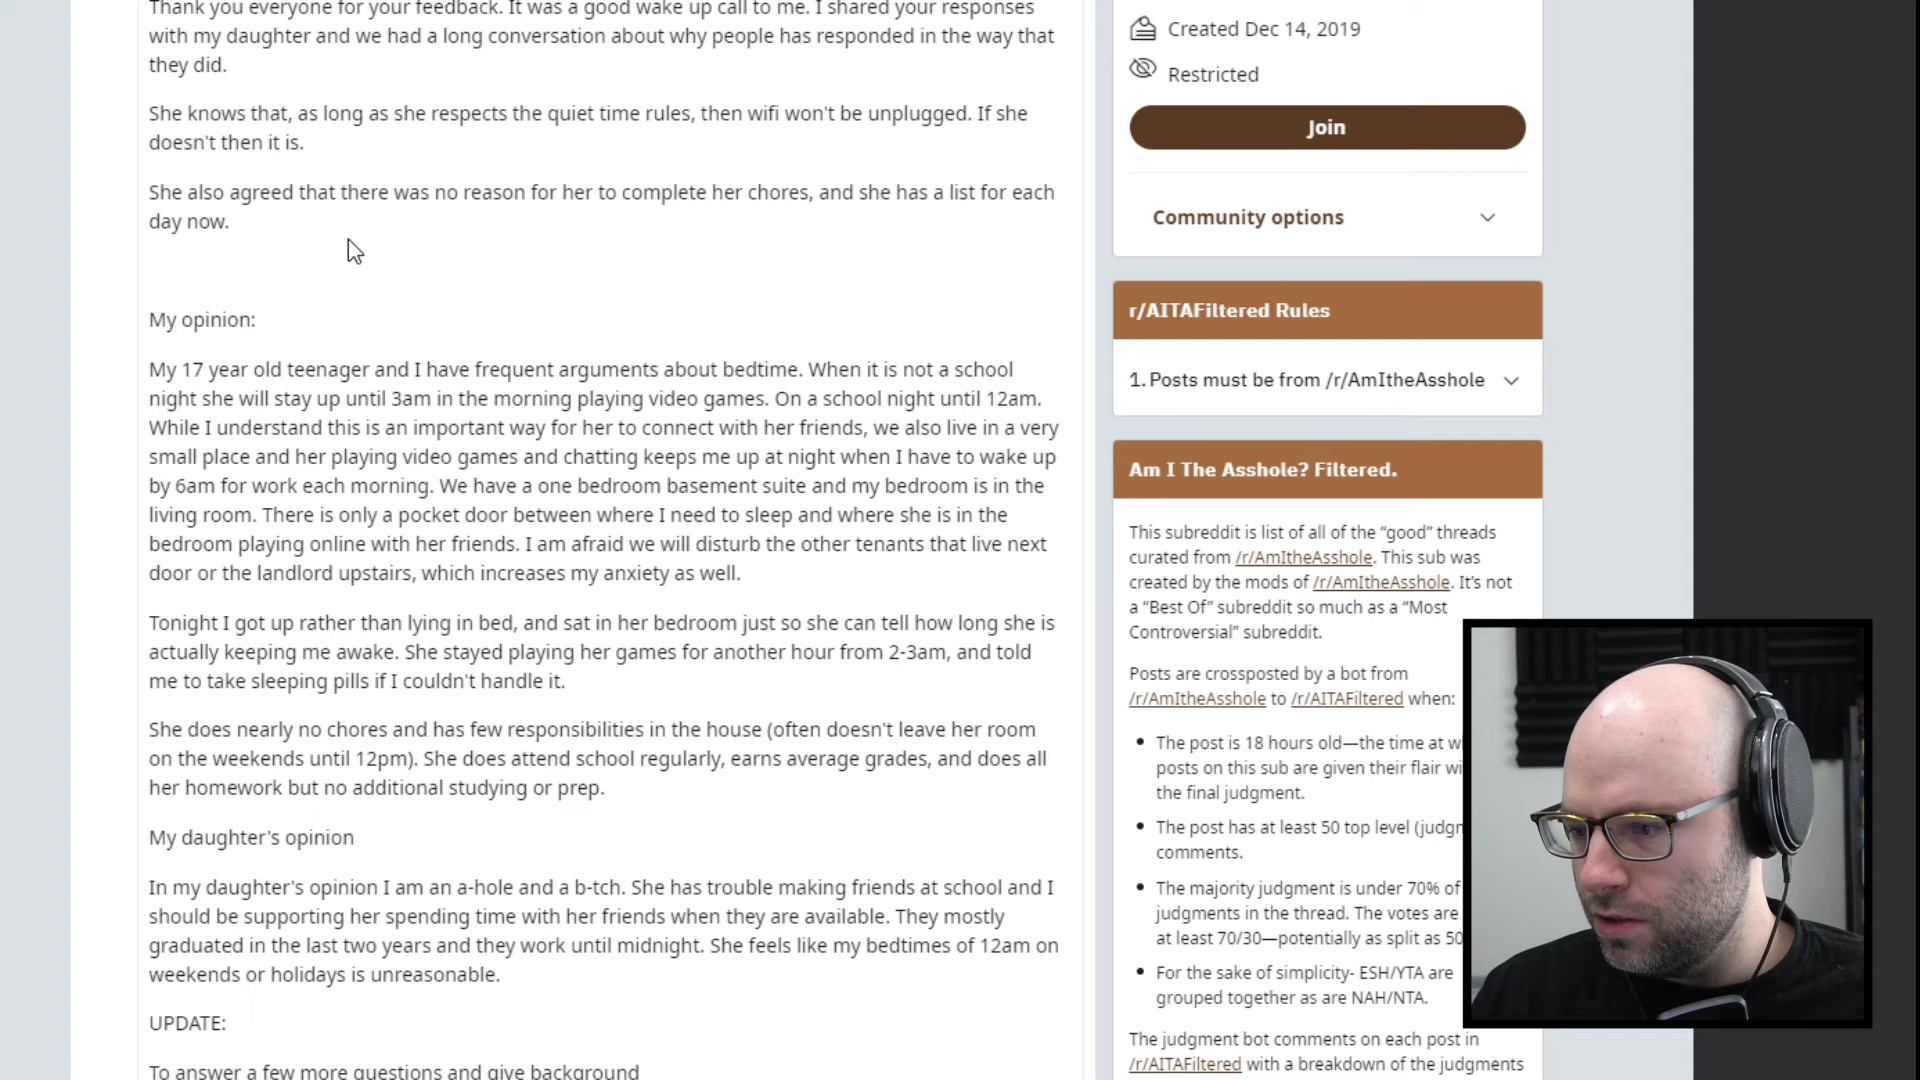 Thank you everyone for your feedback. It was a good wake up call to me. I shared your responses
with my daughter and we had a long conversation about why people has responded in the way that
they did.
She knows that, as long as she respects the quiet time rules, then wifi won't be unplugged. If she
doesn't then it is.
She also agreed that there was no reason for her to complete her chores, and she has a list for each
day now.
My opinion:
My 17 year old teenager and I have frequent arguments about bedtime. When it is not a school
night she will stay up until 3am in the morning playing video games. On a school night until 12am.
While I understand this is an important way for her to connect with her friends, we also live in a very
small place and her playing video games and chatting keeps me up at night when I have to wake up
by 6am for work each morning. We have a one bedroom basement suite and my bedroom is in the
living room. There is only a pocket door between where I need to sleep and where she is in the
bedroom playing online with her friends. I am afraid we will disturb the other tenants that live next
door or the landlord upstairs, which increases my anxiety as well.
Tonight I got up rather than lying in bed, and sat in her bedroom just so she can tell how long she is
actually keeping me awake. She stayed playing her games for another hour from 2-3am, and told
me to take sleeping pills if I couldn't handle it.
She does nearly no chores and has few responsibilities in the house (often doesn't leave her room
on the weekends until 12pm). She does attend school regularly, earns average grades, and does all
her homework but no additional studying or prep.
My daughter's opinion
In my daughter's opinion I am an a-hole and a b-tch. She has trouble making friends at school and I
should be supporting her spending time with her friends when they are available. They mostly
graduated in the last two years and they work until midnight. She feels like my bedtimes of 12am on
weekends or holidays is unreasonable.
UPDATE:
To answer a few more questions and give background
Created Dec 14, 2019
Restricted
Join
Community options
r/AITAFiltered Rules
1. Posts must be from /r/AmItheAsshole
Am I The Asshole? Filtered.
This subreddit is list of all of the “good” threads
curated from /r/AmItheAsshole. This sub was
created by the mods of /r/AmItheAsshole. It’s not
a “Best Of” subreddit so much as a “Most
Controversial” subreddit.
Posts are crossposted by a bot from
/r/AmItheAsshole to /r/AITAFiltered when:
The post is 18 hours old—the time at
posts on this sub are given their flair
the final judgment.
The post has at least 50 top level
comments.
The majority judgment is under 70% of
judgments in the thread. The votes are
at least 70/30—potentially as split as
For the sake of simplicity- ESH/YTA are
grouped together as are NAH/NTA.
The judgment bot comments on each post in
/r/AITAFiltered with a breakdown of the judgments